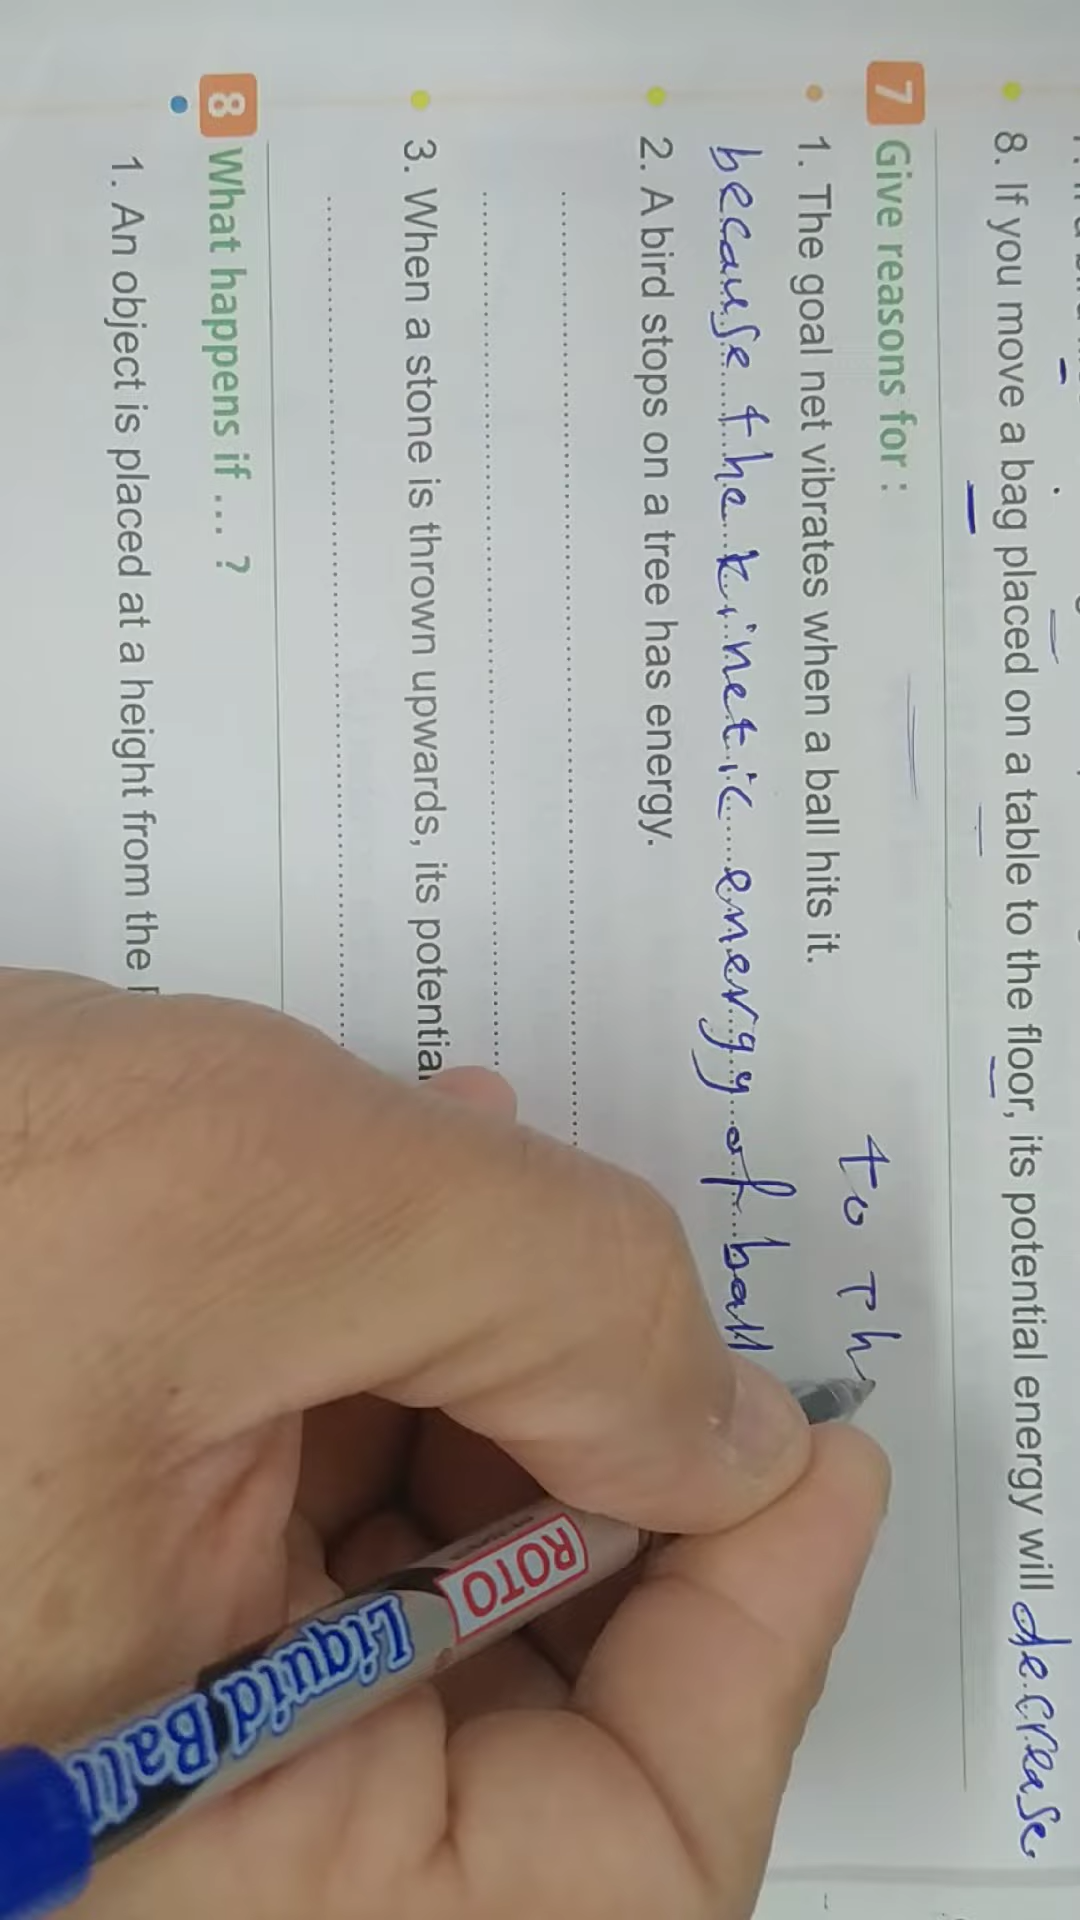 8. If you move a bag placed on a table to the floor, its potential energy will decrease.
7 Give reasons for :
to Th
1. The goal net vibrates when a ball hits it.
because the kinetic energy of ball
2. A bird stops on a tree has energy.
3. When a stone is thrown upwards, its potential
8 What happens if ... ?
1. An object is placed at a height from the
ROTO
Liquid Ball